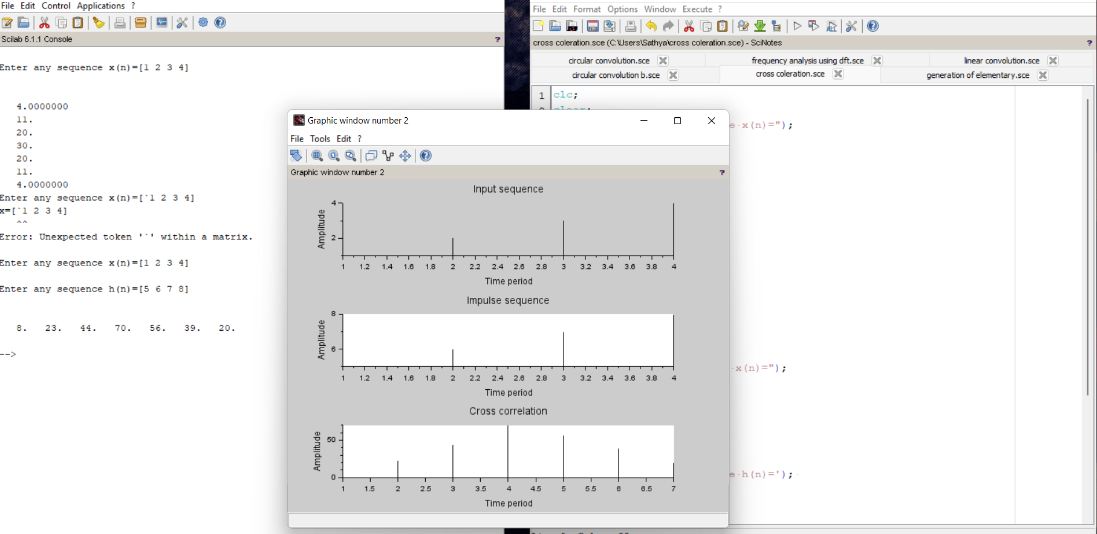 File Edit Control Applications ?
Scilab 6.1.1 Console ?
Enter any sequence x(n)=[1 2 3 4]
4.0000000
11.
20.
30.
20.
11.
4.0000000
Enter any sequence x(n)=[`1 2 3 4]
x=[`1 2 3 4]
^^
Error: Unexpected token '`' within a matrix.
Enter any sequence x(n)=[1 2 3 4]
Enter any sequence h(n)=[5 6 7 8]
8. 23. 44. 70. 56. 39. 20.
-->
File Edit Format Options Window Execute ?
cross coleration.sce (C:\Users\Sathya\cross coleration.sce) - SciNotes ?
circular convolution.sce frequency analysis using dft.sce linear convolution.sce
circular convolution b.sce cross coleration.sce generation of elementary.sce
1 clc;
e x(n)=");
x(n)=");
e h(n)=');
Graphic window number 2
File Tools Edit ?
Graphic window number 2 ?
Input sequence
Amplitude
4
2
1 1.2 1.4 1.6 1.8 2 2.2 2.4 2.6 2.8 3 3.2 3.4 3.6 3.8 4
Time period
Impulse sequence
Amplitude
8
6
1 1.2 1.4 1.6 1.8 2 2.2 2.4 2.6 2.8 3 3.2 3.4 3.6 3.8 4
Time period
Cross correlation
Amplitude
50
0
1 1.5 2 2.5 3 3.5 4 4.5 5 5.5 6 6.5 7
Time period